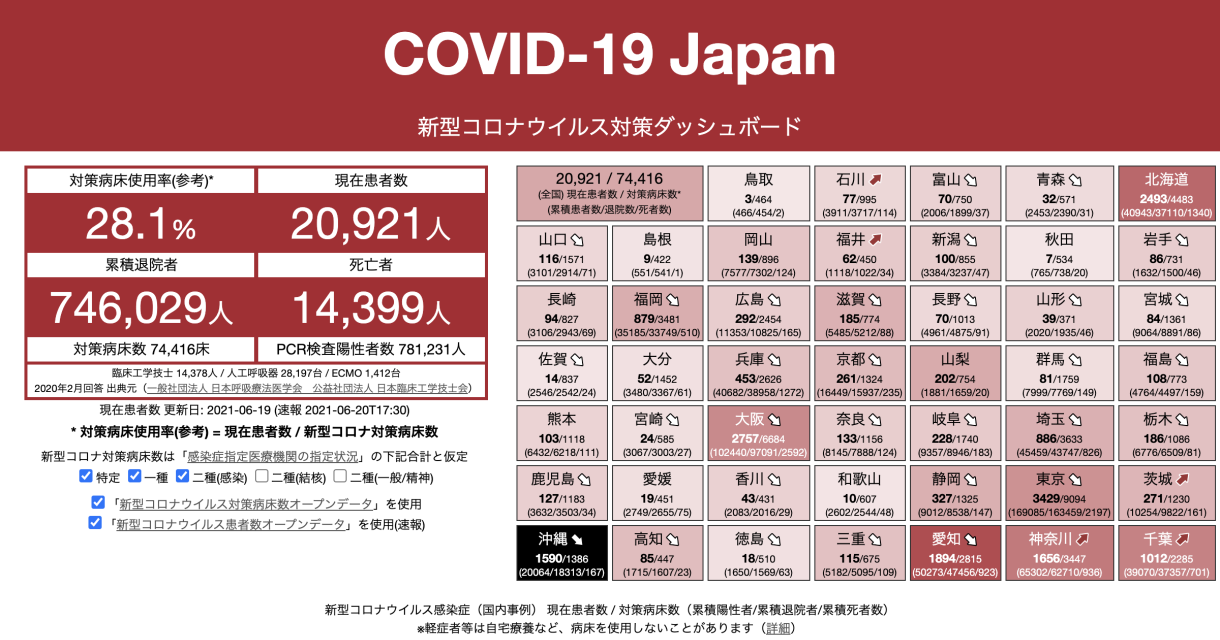 COVID-19 Japan
新型コロナウイルス対策ダッシュボード
対策病床使用率(参考)*
現在患者数
28.1%
20,921人
累積退院者
死亡者
746,029人
14,399人
対策病床数 74,416床
PCR検査陽性者数 781,231人
臨床工学技士 14,378人 / 人工呼吸器 28,197台 / ECMO 1,412台
2020年2月回答 出典元（一般社団法人 日本呼吸療法医学会　公益社団法人 日本臨床工学技士会）
現在患者数 更新日: 2021-06-19 (速報 2021-06-20T17:30)
* 対策病床使用率(参考) = 現在患者数 / 新型コロナ対策病床数
新型コロナ対策病床数は「感染症指定医療機関の指定状況」の下記合計と仮定
特定 一種 二種(感染) 二種(結核) 二種(一般/精神)
「新型コロナウイルス対策病床数オープンデータ」を使用
「新型コロナウイルス患者数オープンデータ」を使用(速報)
20,921 / 74,416
(全国) 現在患者数 / 対策病床数*
(累積患者数/退院数/死者数)
鳥取
3/464
(466/454/2)
石川
77/995
(3911/3717/114)
富山
70/750
(2006/1899/37)
青森
32/571
(2453/2390/31)
北海道
2493/4483
(40943/37110/1340)
山口
116/1571
(3101/2914/71)
島根
9/422
(551/541/1)
岡山
139/896
(7577/7302/124)
福井
62/450
(1118/1022/34)
新潟
100/855
(3384/3237/47)
秋田
7/534
(765/738/20)
岩手
86/731
(1632/1500/46)
長崎
94/827
(3106/2943/69)
福岡
879/3481
(35185/33749/510)
広島
292/2454
(11353/10825/165)
滋賀
185/774
(5485/5212/88)
長野
70/1013
(4961/4875/91)
山形
39/371
(2020/1935/46)
宮城
84/1361
(9064/8891/86)
佐賀
14/837
(2546/2542/24)
大分
52/1452
(3480/3367/61)
兵庫
453/2626
(40682/38958/1272)
京都
261/1324
(16449/15937/235)
山梨
202/754
(1881/1659/20)
群馬
81/1759
(7999/7769/149)
福島
108/773
(4764/4497/159)
熊本
103/1118
(6432/6218/111)
宮崎
24/585
(3067/3003/27)
大阪
2757/6684
(102440/97091/2592)
奈良
133/1156
(8145/7888/124)
岐阜
228/1740
(9357/8946/183)
埼玉
886/3633
(45459/43747/826)
栃木
186/1086
(6776/6509/81)
鹿児島
127/1183
(3632/3503/34)
愛媛
19/451
(2749/2655/75)
香川
43/431
(2083/2016/29)
和歌山
10/607
(2602/2544/48)
静岡
327/1325
(9012/8538/147)
東京
3429/9094
(169085/163459/2197)
茨城
271/1230
(10254/9822/161)
沖縄
1590/1386
(20064/18313/167)
高知
85/447
(1715/1607/23)
徳島
18/510
(1650/1569/63)
三重
115/675
(5182/5095/109)
愛知
1894/2815
(50273/47456/923)
神奈川
1656/3447
(65302/62710/936)
千葉
1012/2285
(39070/37357/701)
新型コロナウイルス感染症（国内事例） 現在患者数 / 対策病床数（累積陽性者/累積退院者/累積死者数）
※軽症者等は自宅療養など、病床を使用しないことがあります（詳細）